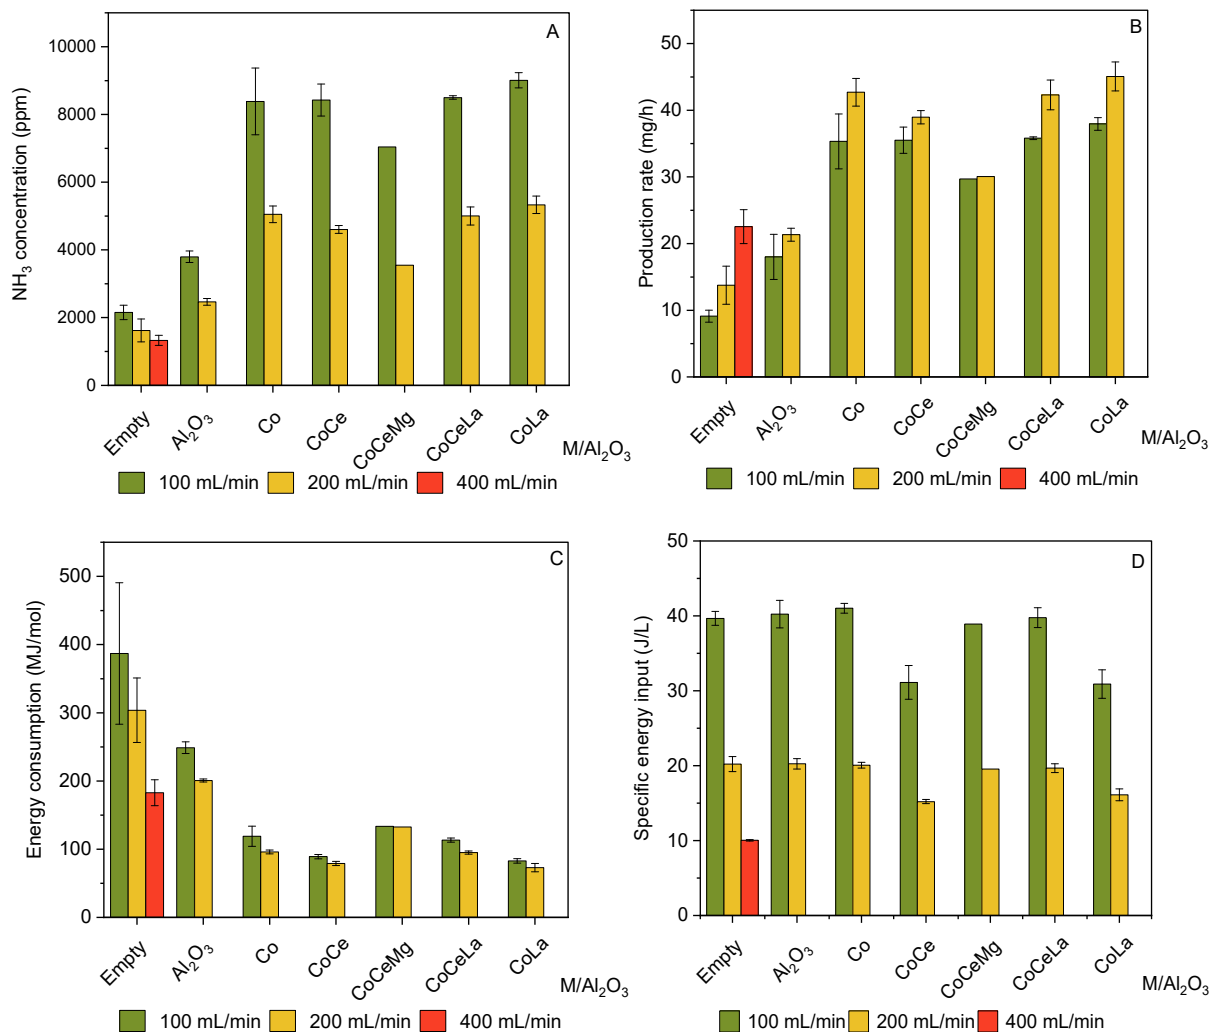 A
NH₃ concentration (ppm)
10000
8000
6000
4000
2000
0
Empty
Al₂O₃
Co
CoCe
CoCeMg
CoCeLa
CoLa
M/Al₂O₃
100 mL/min 200 mL/min 400 mL/min
B
Production rate (mg/h)
50
40
30
20
10
0
Empty
Al₂O₃
Co
CoCe
CoCeMg
CoCeLa
CoLa
M/Al₂O₃
100 mL/min 200 mL/min 400 mL/min
C
Energy consumption (MJ/mol)
500
400
300
200
100
0
Empty
Al₂O₃
Co
CoCe
CoCeMg
CoCeLa
CoLa
M/Al₂O₃
100 mL/min 200 mL/min 400 mL/min
D
Specific energy input (J/L)
50
40
30
20
10
0
Empty
Al₂O₃
Co
CoCe
CoCeMg
CoCeLa
CoLa
M/Al₂O₃
100 mL/min 200 mL/min 400 mL/min